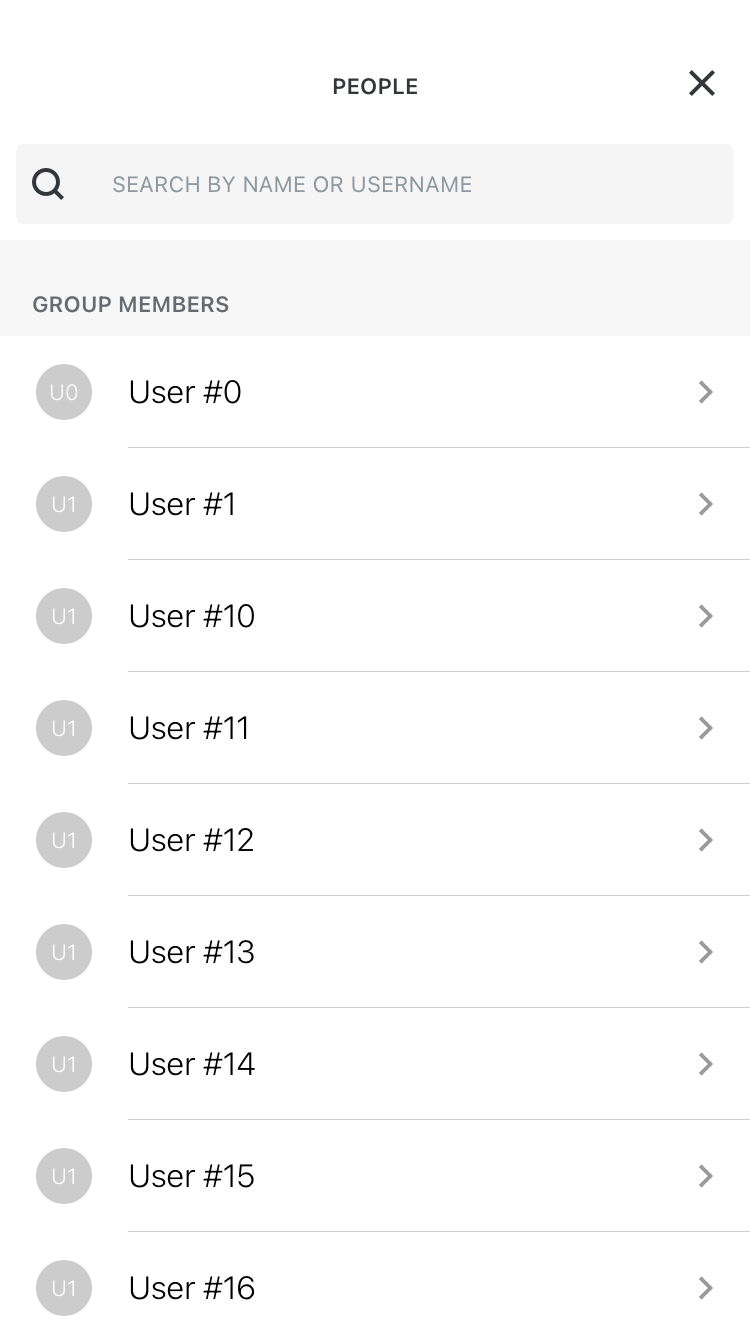 PEOPLE
SEARCH BY NAME OR USERNAME
GROUP MEMBERS
U0 User #0
U1 User #1
U1 User #10
U1 User #11
U1 User #12
U1 User #13
U1 User #14
U1 User #15
U1 User #16